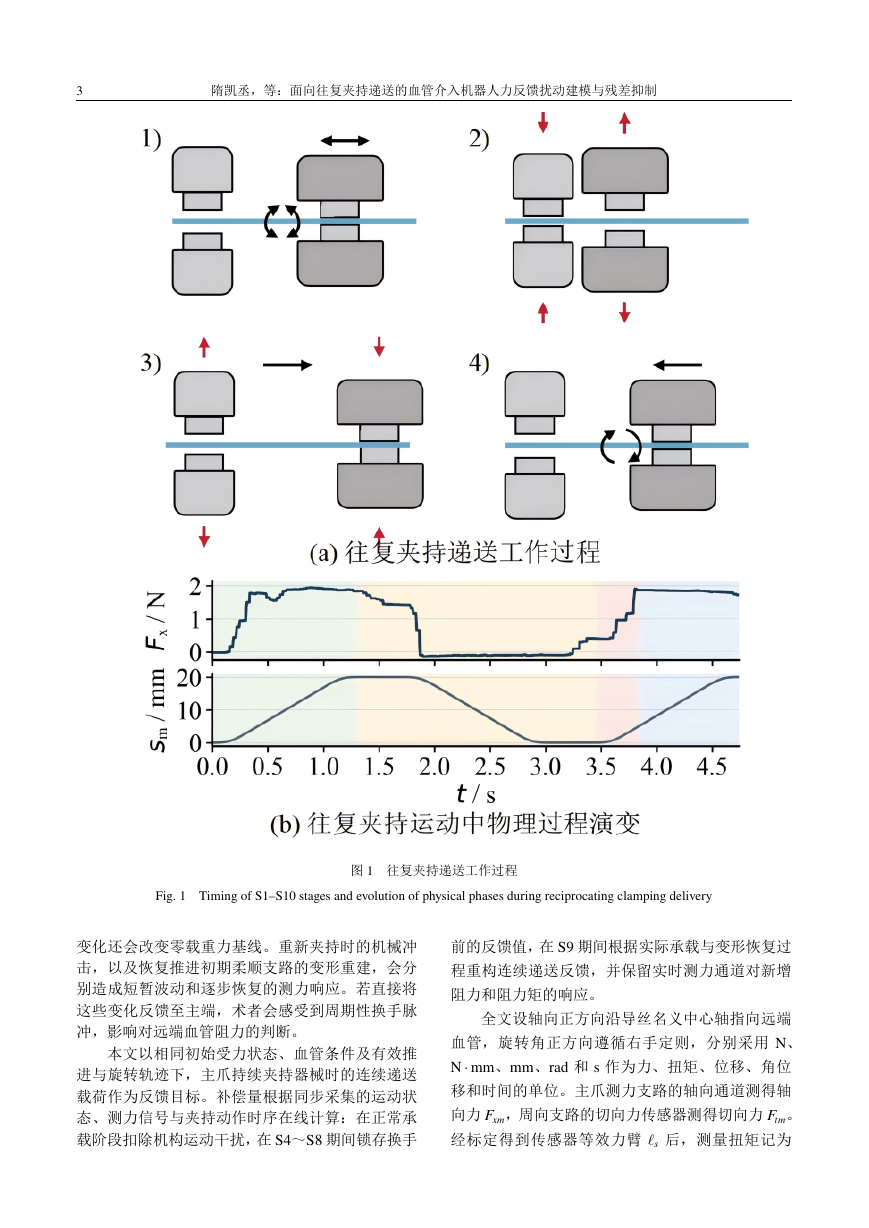 3
隋凯丞，等：面向往复夹持递送的血管介入机器人力反馈扰动建模与残差抑制
1)
2)
3)
4)
(a) 往复夹持递送工作过程
Fx / N
2
1
0
sm / mm
20
10
0
0.0 0.5 1.0 1.5 2.0 2.5 3.0 3.5 4.0 4.5
t / s
(b) 往复夹持运动中物理过程演变
图 1 往复夹持递送工作过程
Fig. 1 Timing of S1–S10 stages and evolution of physical phases during reciprocating clamping delivery
变化还会改变零载重力基线。重新夹持时的机械冲
击，以及恢复推进初期柔顺支路的变形重建，会分
别造成短暂波动和逐步恢复的测力响应。若直接将
这些变化反馈至主端，术者会感受到周期性换手脉
冲，影响对远端血管阻力的判断。
本文以相同初始受力状态、血管条件及有效推
进与旋转轨迹下，主爪持续夹持器械时的连续递送
载荷作为反馈目标。补偿量根据同步采集的运动状
态、测力信号与夹持动作时序在线计算：在正常承
载阶段扣除机构运动干扰，在 S4～S8 期间锁存换手
前的反馈值，在 S9 期间根据实际承载与变形恢复过
程重构连续递送反馈，并保留实时测力通道对新增
阻力和阻力矩的响应。
全文设轴向正方向沿导丝名义中心轴指向远端
血管，旋转角正方向遵循右手定则，分别采用 N、
N · mm、mm、rad 和 s 作为力、扭矩、位移、角位
移和时间的单位。主爪测力支路的轴向通道测得轴
向力 Fxm，周向支路的切向力传感器测得切向力 Ftm。
经标定得到传感器等效力臂 ℓs 后，测量扭矩记为